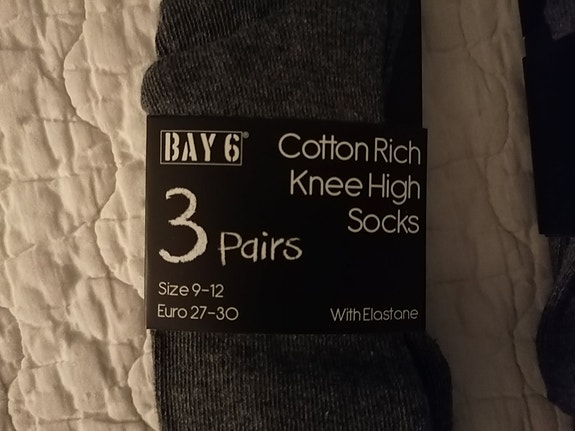 BAY 6®
Cotton Rich
Knee High
Socks
3 Pairs
Size 9-12
Euro 27-30
With Elastane